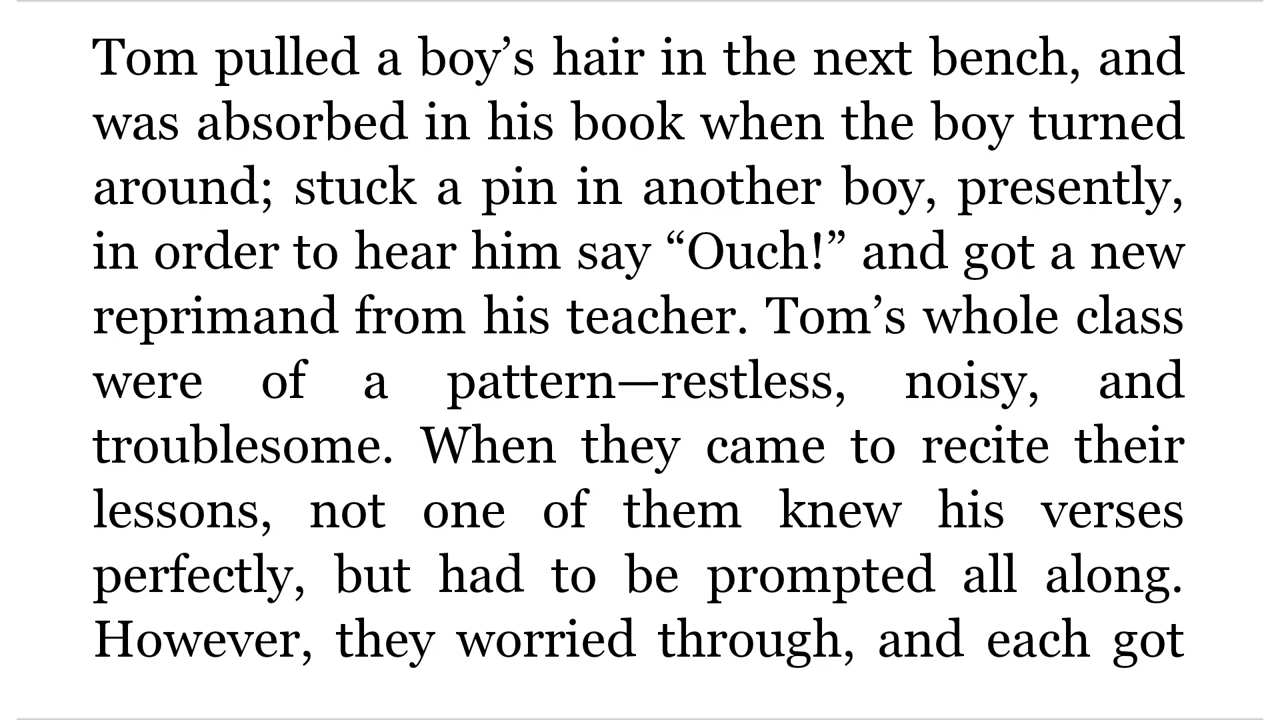 Tom pulled a boy’s hair in the next bench, and
was absorbed in his book when the boy turned
around; stuck a pin in another boy, presently,
in order to hear him say “Ouch!” and got a new
reprimand from his teacher. Tom’s whole class
were of a pattern—restless, noisy, and
troublesome. When they came to recite their
lessons, not one of them knew his verses
perfectly, but had to be prompted all along.
However, they worried through, and each got